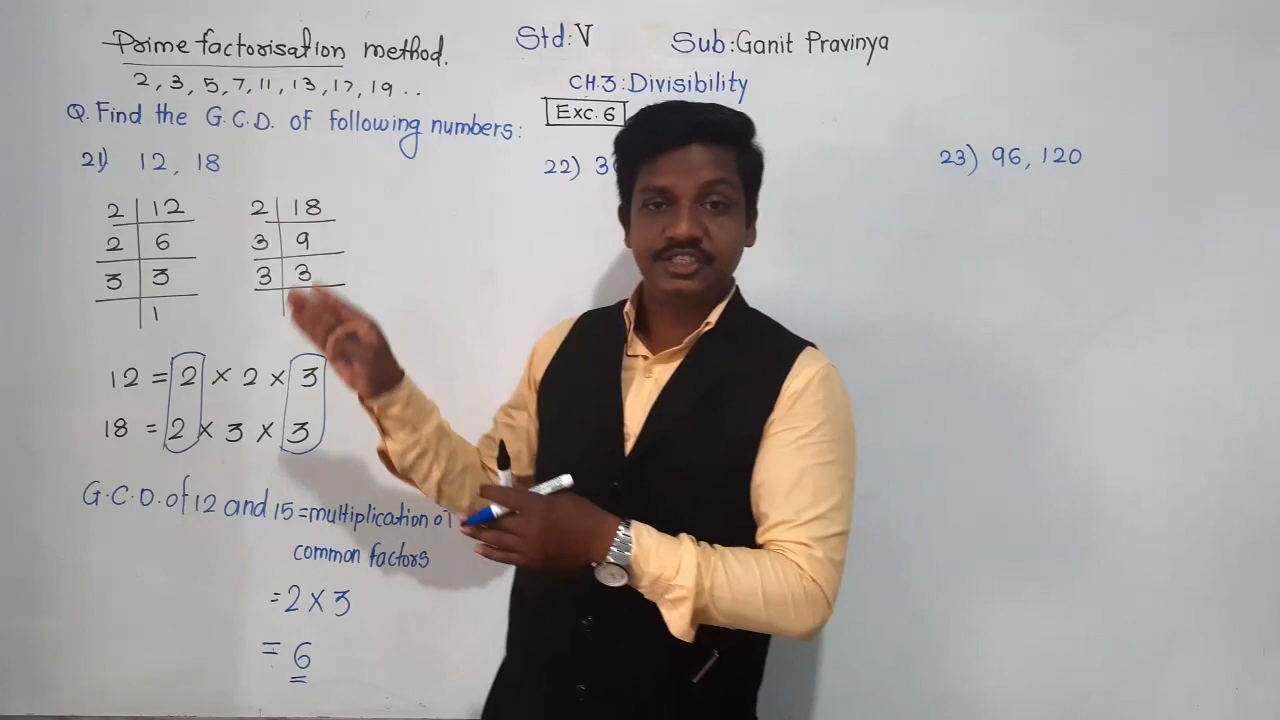 Prime factorisation method.
2, 3, 5, 7, 11, 13, 17, 19 ..
Std: V
Sub: Ganit Pravinya
CH.3: Divisibility
Exc. 6
Q. Find the G.C.D. of following numbers:
21) 12, 18
2 | 12
2 | 6
3 | 3
1
2 | 18
3 | 9
3 | 3
12 = 2 × 2 × 3
18 = 2 × 3 × 3
G.C.D. of 12 and 15 = multiplication
common factors
= 2 × 3
= 6
22)
23) 96, 120